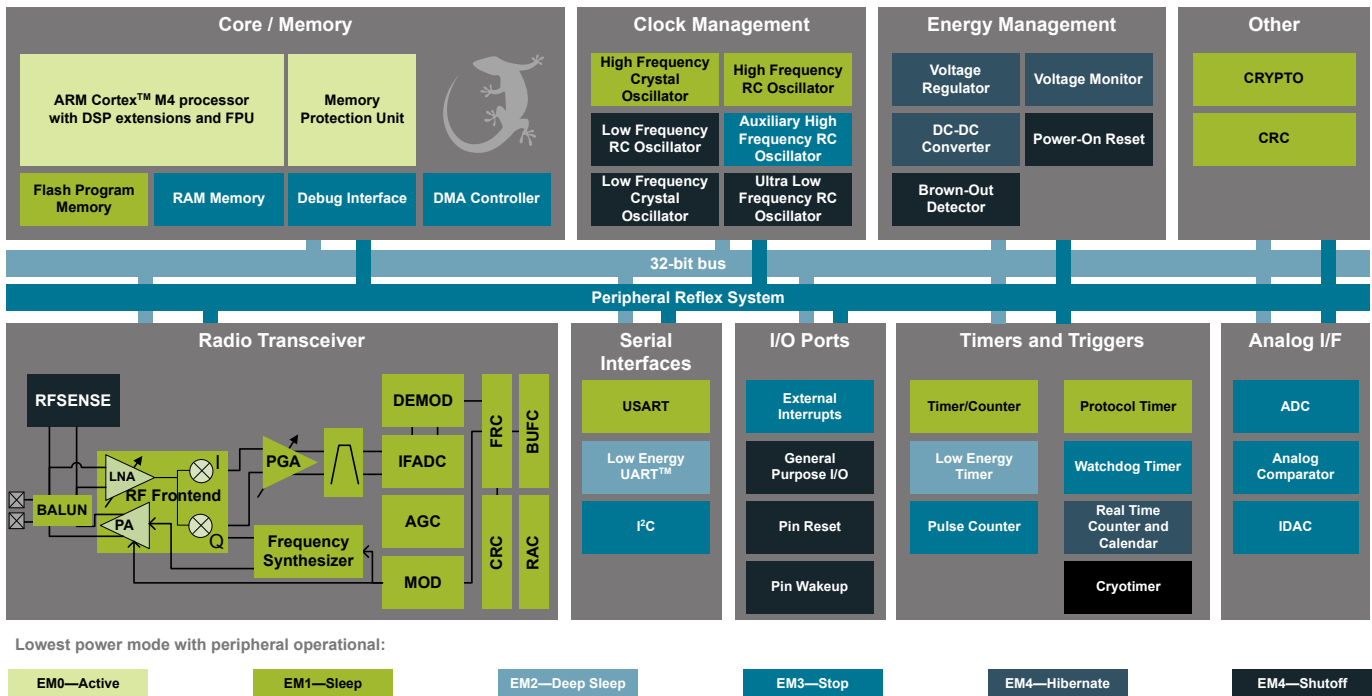 Core / Memory
ARM Cortex™ M4 processor
with DSP extensions and FPU
Memory
Protection Unit
Flash Program
Memory
RAM Memory
Debug Interface
DMA Controller
Clock Management
High Frequency
Crystal
Oscillator
High Frequency
RC Oscillator
Low Frequency
RC Oscillator
Auxiliary High
Frequency RC
Oscillator
Low Frequency
Crystal
Oscillator
Ultra Low
Frequency RC
Oscillator
Energy Management
Voltage
Regulator
Voltage Monitor
DC-DC
Converter
Power-On Reset
Brown-Out
Detector
Other
CRYPTO
CRC
32-bit bus
Peripheral Reflex System
Radio Transceiver
RFSENSE
BALUN
LNA
RF Frontend
PA
I
Q
PGA
Frequency
Synthesizer
DEMOD
IFADC
AGC
MOD
FRC
BUFC
CRC
RAC
Serial
Interfaces
USART
Low Energy
UART™
I²C
I/O Ports
External
Interrupts
General
Purpose I/O
Pin Reset
Pin Wakeup
Timers and Triggers
Timer/Counter
Protocol Timer
Low Energy
Timer
Watchdog Timer
Pulse Counter
Real Time
Counter and
Calendar
Cryotimer
Analog I/F
ADC
Analog
Comparator
IDAC
Lowest power mode with peripheral operational:
EM0—Active
EM1—Sleep
EM2—Deep Sleep
EM3—Stop
EM4—Hibernate
EM4—Shutoff